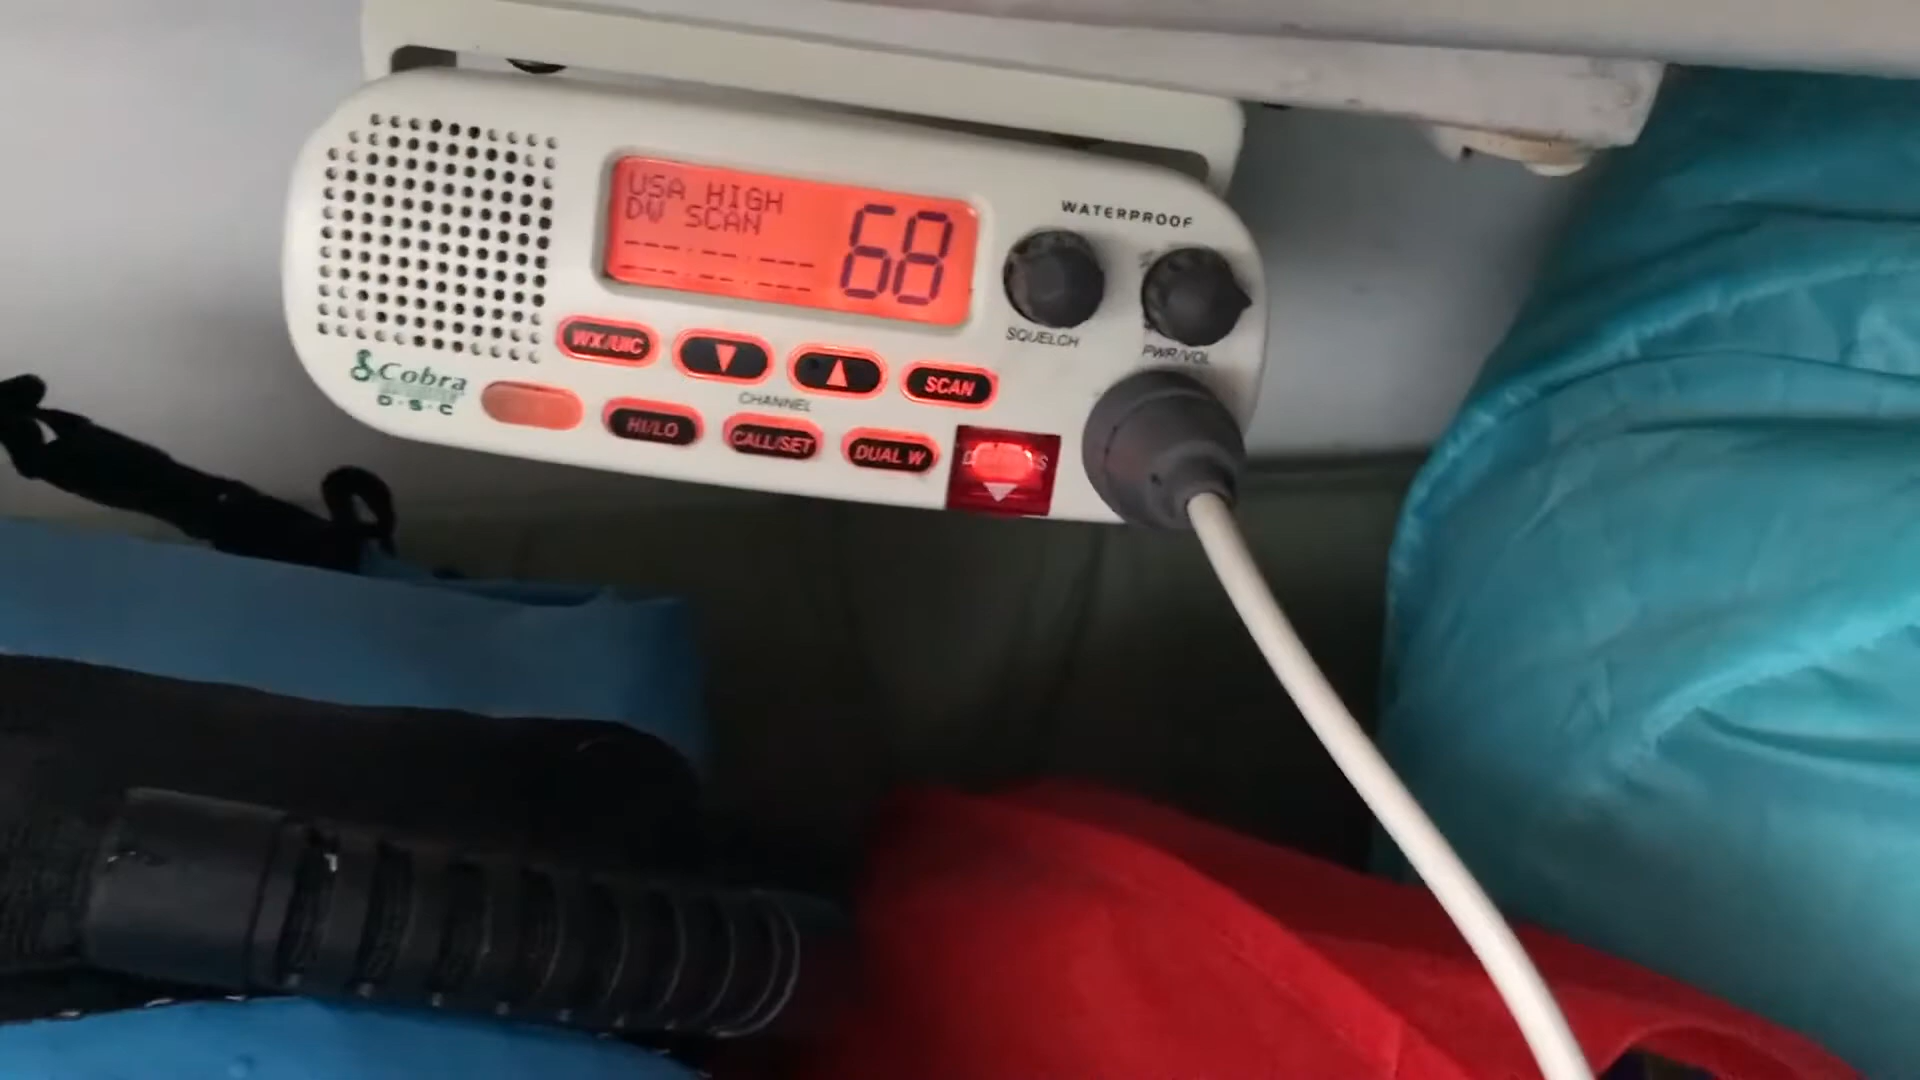 USA HIGH
DW SCAN
68
WATERPROOF
SQUELCH
PWR/VOL
WX/UIC
SCAN
CHANNEL
HI/LO
CALL/SET
DUAL W
Cobra
D·S·C